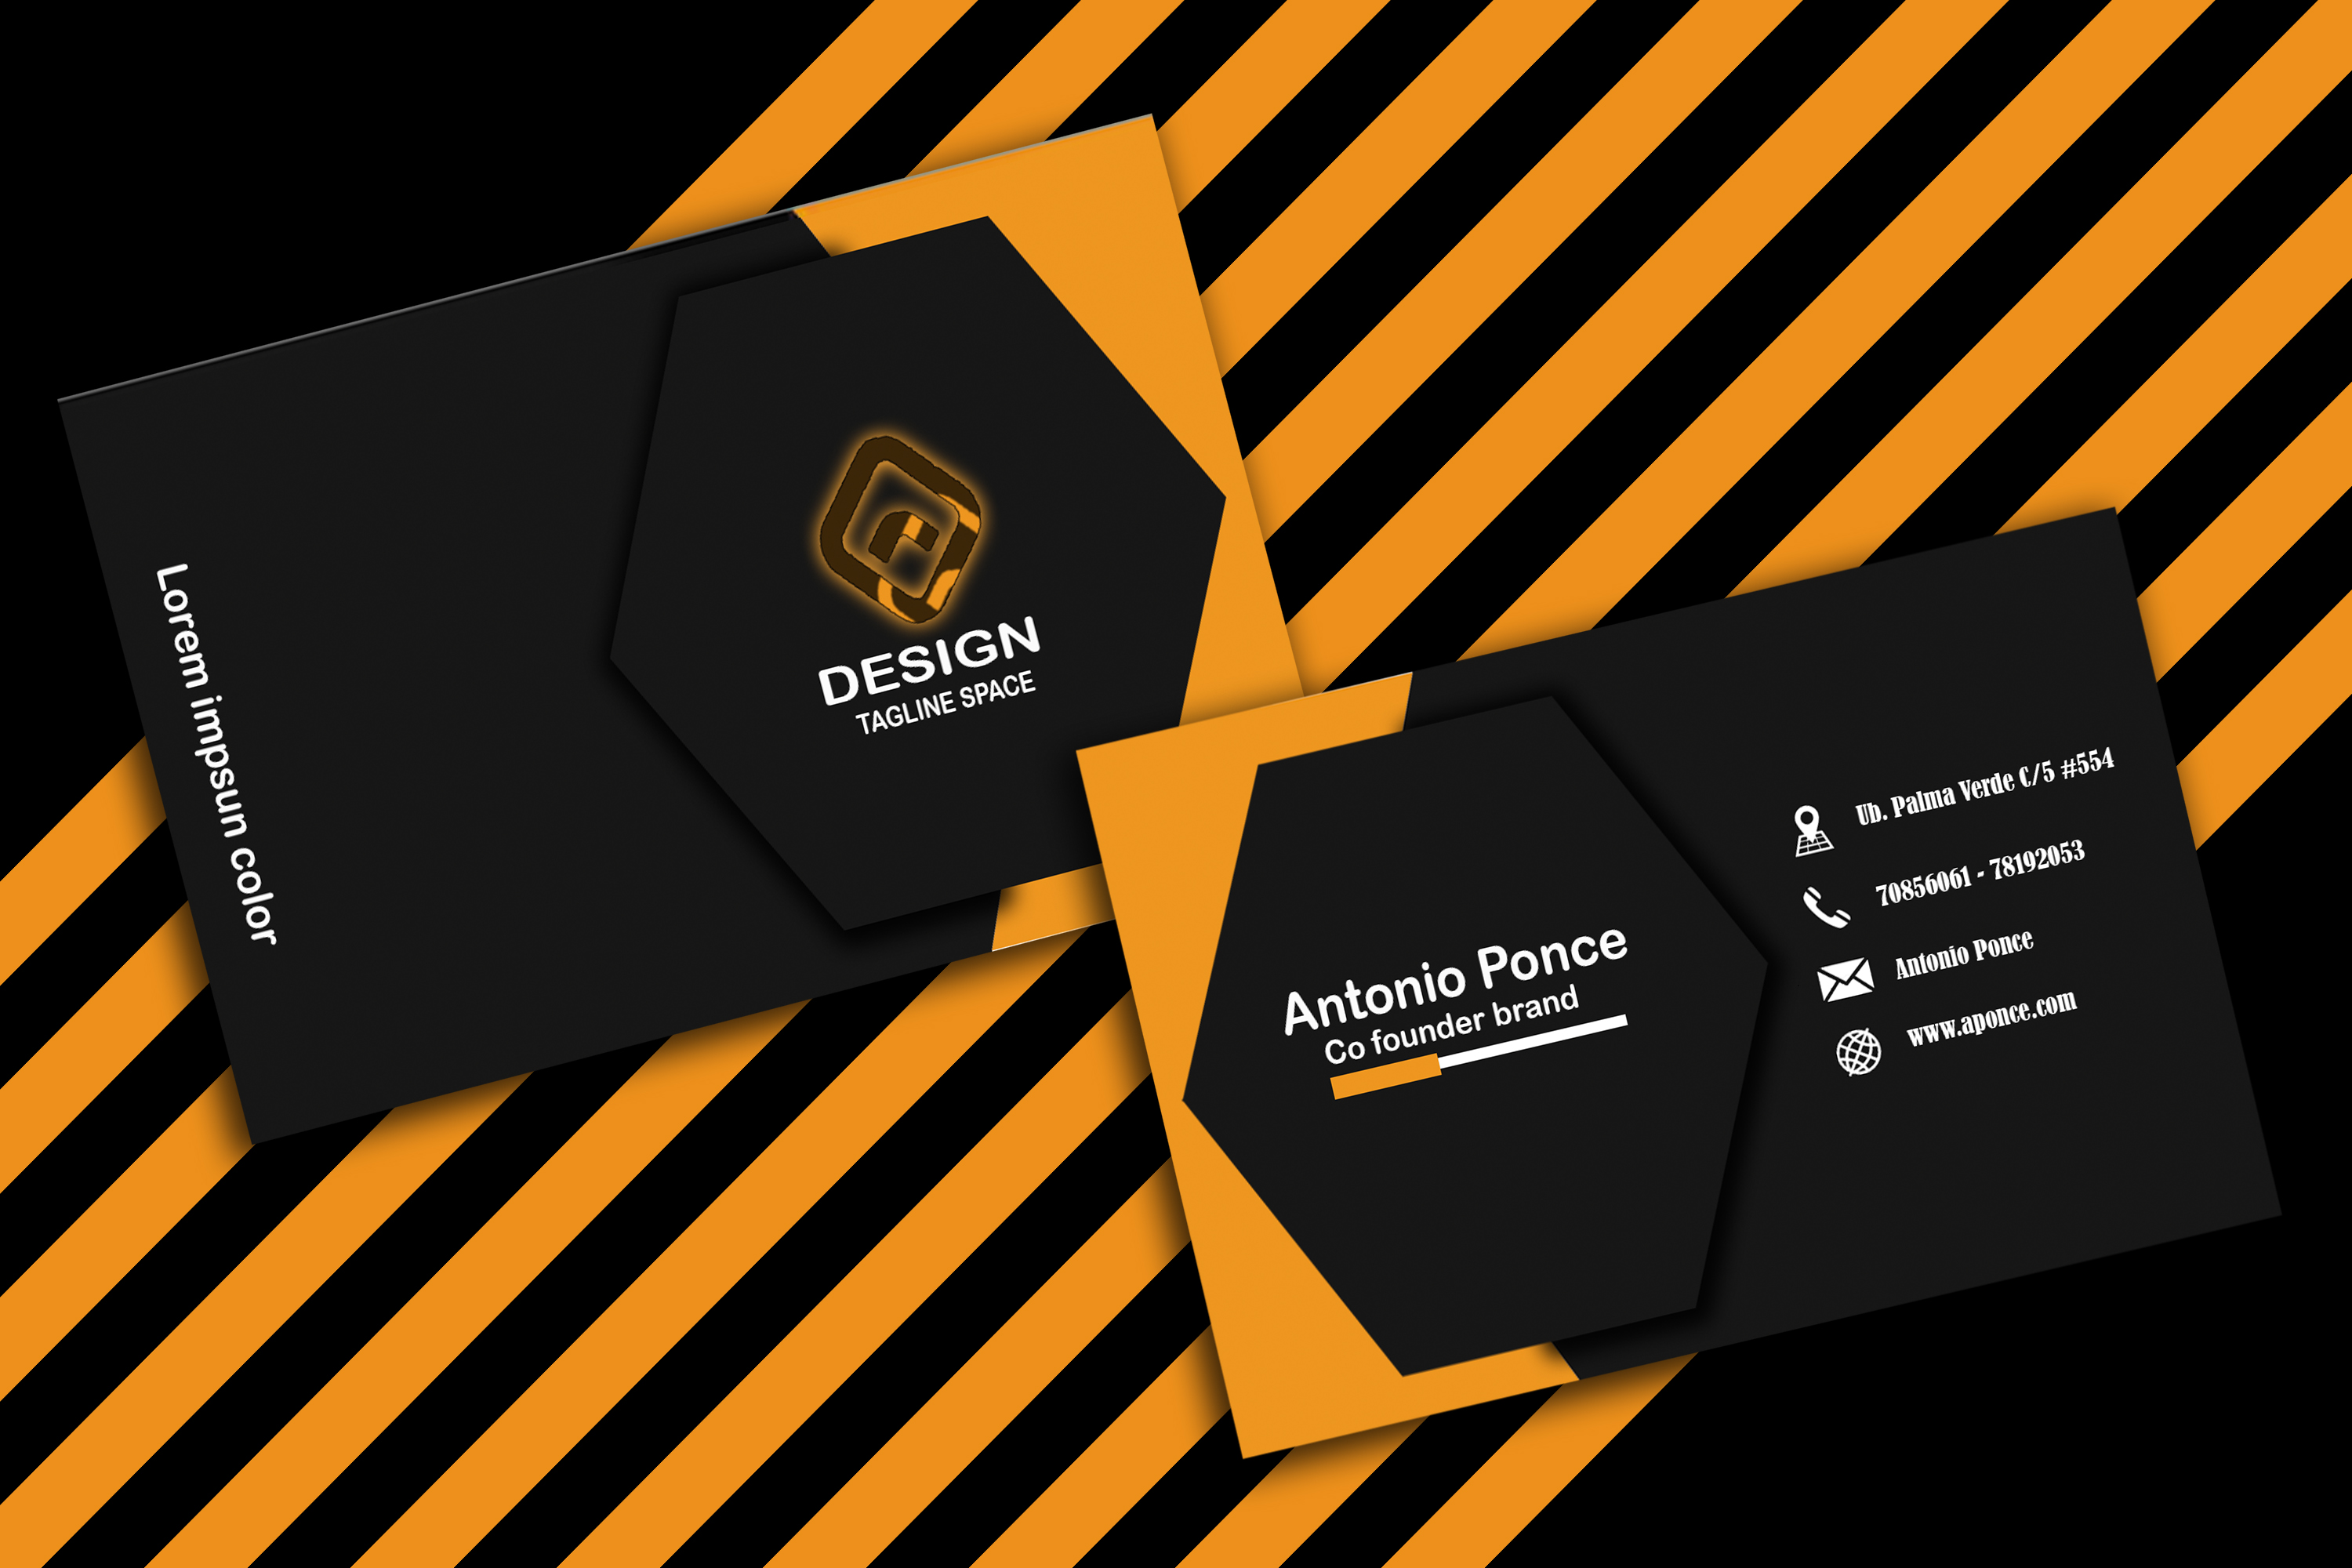 Lorem impsun color
DESIGN
TAGLINE SPACE
Antonio Ponce
Co founder brand
Ub. Palma Verde C/5 #554
70856061 - 78192053
Antonio Ponce
www.aponce.com